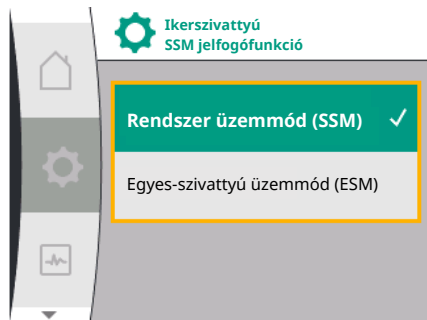 Ikerszivattyú
SSM jelfogófunkció
Rendszer üzemmód (SSM)
Egyes-szivattyú üzemmód (ESM)